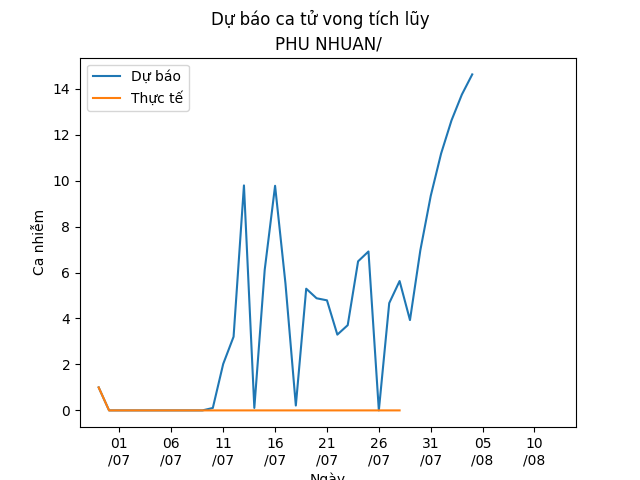 Dự báo ca tử vong tích lũy
PHU NHUAN/
Dự báo
Thực tế
Ca nhiễm
14
12
10
8
6
4
2
0
01 06 11 16 21 26 31 05 10
/07 /07 /07 /07 /07 /07 /07 /08 /08
Ngày